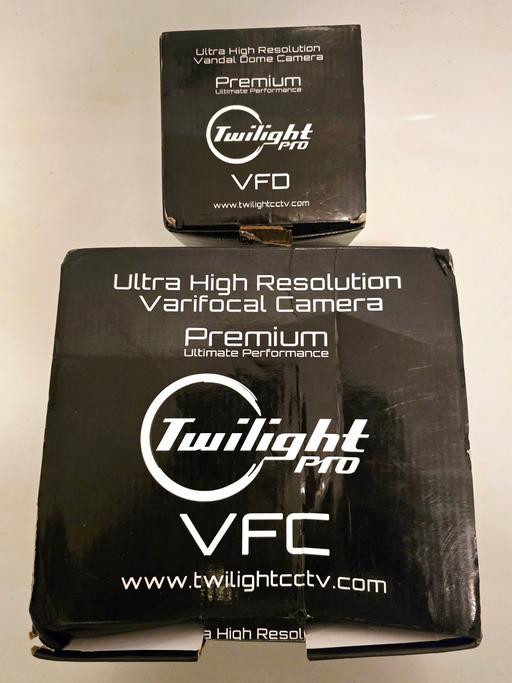 Ultra High Resolution
Vandal Dome Camera
Premium
Ultimate Performance
Twilight
PRO
VFD
www.twilightcctv.com
Ultra High Resolution
Varifocal Camera
Premium
Ultimate Performance
Twilight
PRO
VFC
www.twilightcctv.com
a High Resol